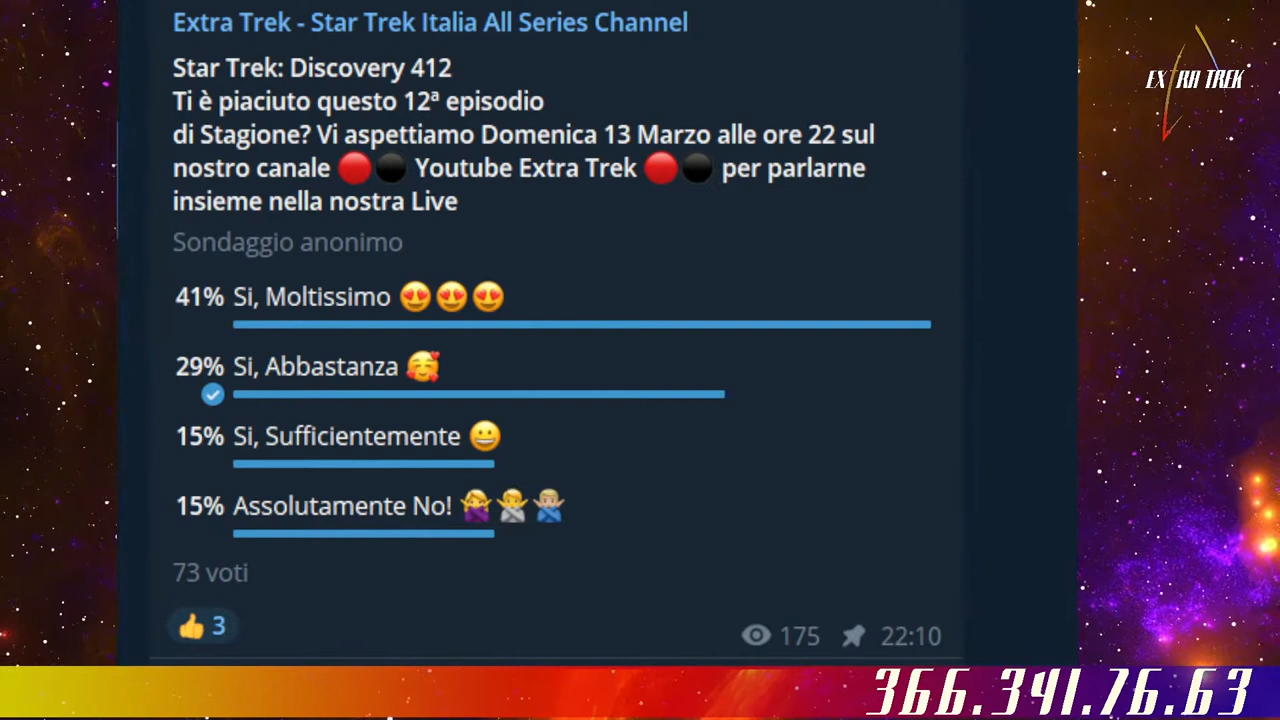 Extra Trek - Star Trek Italia All Series Channel
EXTRA TREK
Star Trek: Discovery 412
Ti è piaciuto questo 12ª episodio
di Stagione? Vi aspettiamo Domenica 13 Marzo alle ore 22 sul
nostro canale 🔴⚫ Youtube Extra Trek 🔴⚫ per parlarne
insieme nella nostra Live
Sondaggio anonimo
41% Si, Moltissimo 😍😍😍
29% Si, Abbastanza 🥰
15% Si, Sufficientemente 😀
15% Assolutamente No! 🙅‍♀️🙅🙅🏼‍♂️
73 voti
👍 3
175 22:10
366.341.76.63